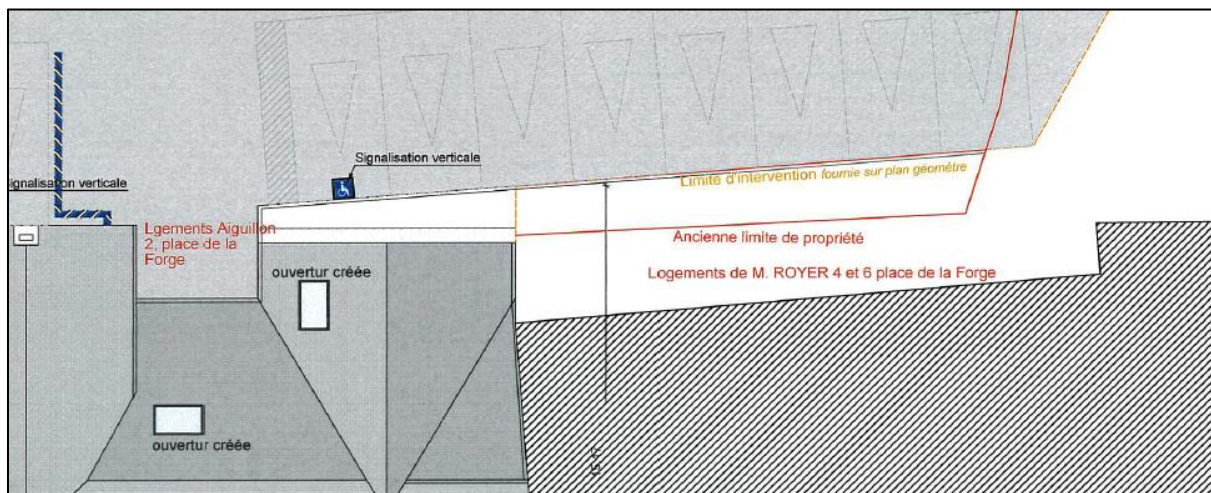 Signalisation verticale
ignalisation verticale
Limite d'intervention fournie sur plan géomètre
Lgements Aiguillon
2, place de la
Forge
Ancienne limite de propriété
ouvertur créée
Logements de M. ROYER 4 et 6 place de la Forge
ouvertur créée